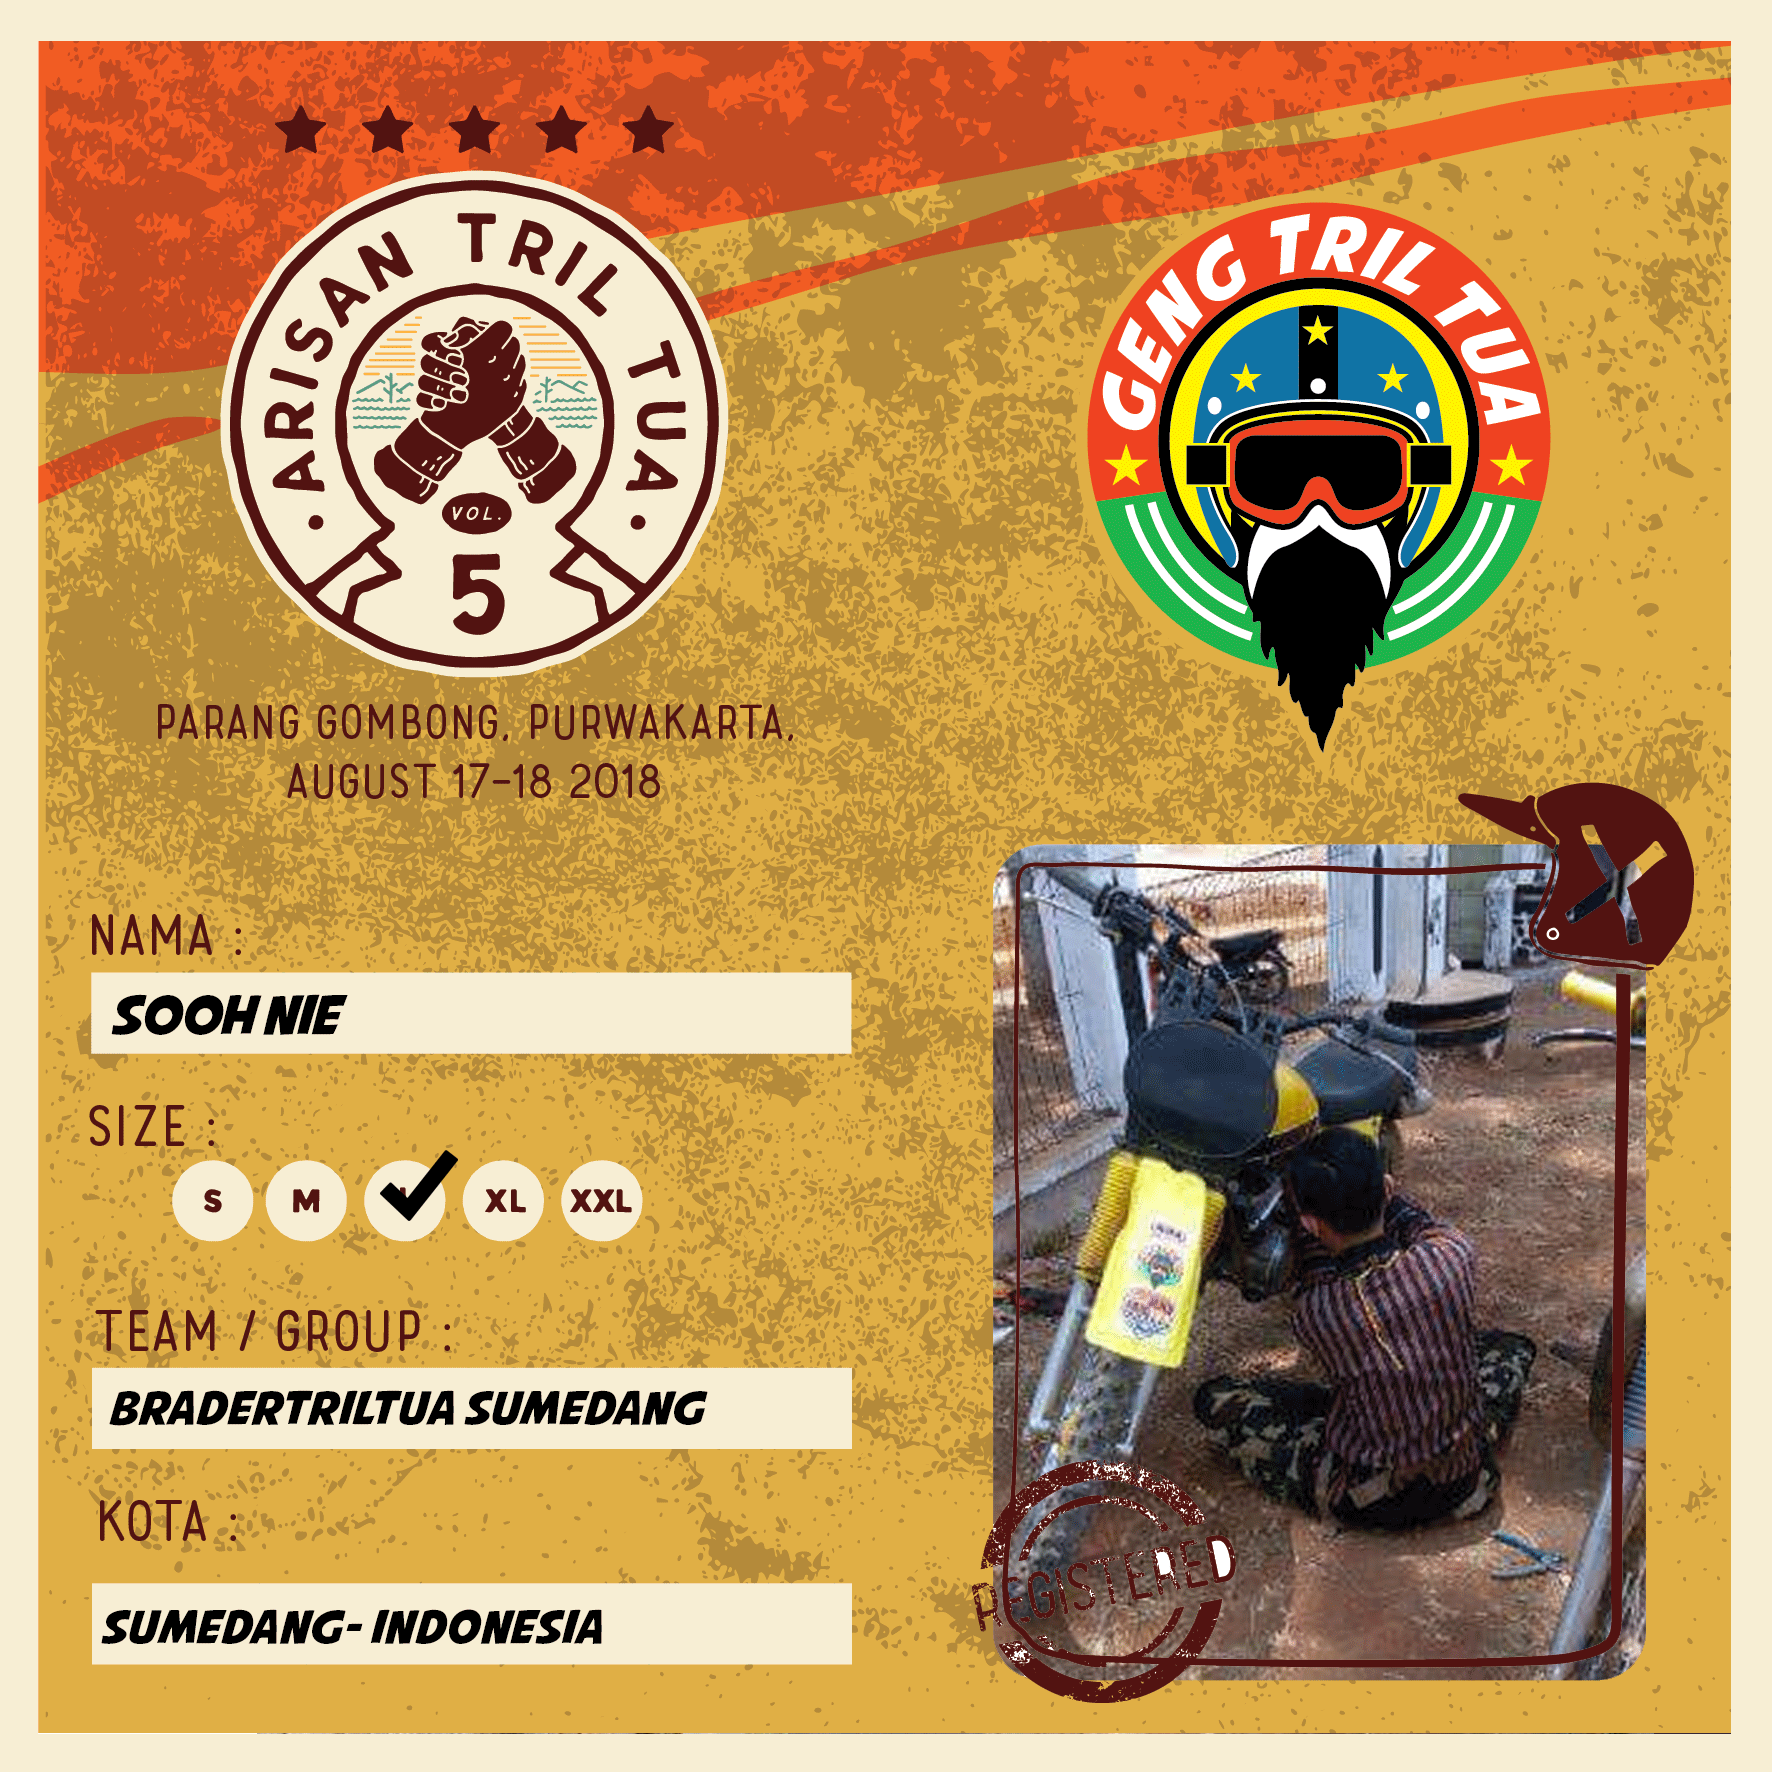 ARISAN TRIL TUA
VOL.
5
PARANG GOMBONG, PURWAKARTA,
AUGUST 17-18 2018
GENG TRIL TUA
NAMA :
SOOH NIE
SIZE :
S M XL XXL
TEAM / GROUP :
BRADERTRILTUA SUMEDANG
KOTA :
SUMEDANG- INDONESIA
REGISTERED